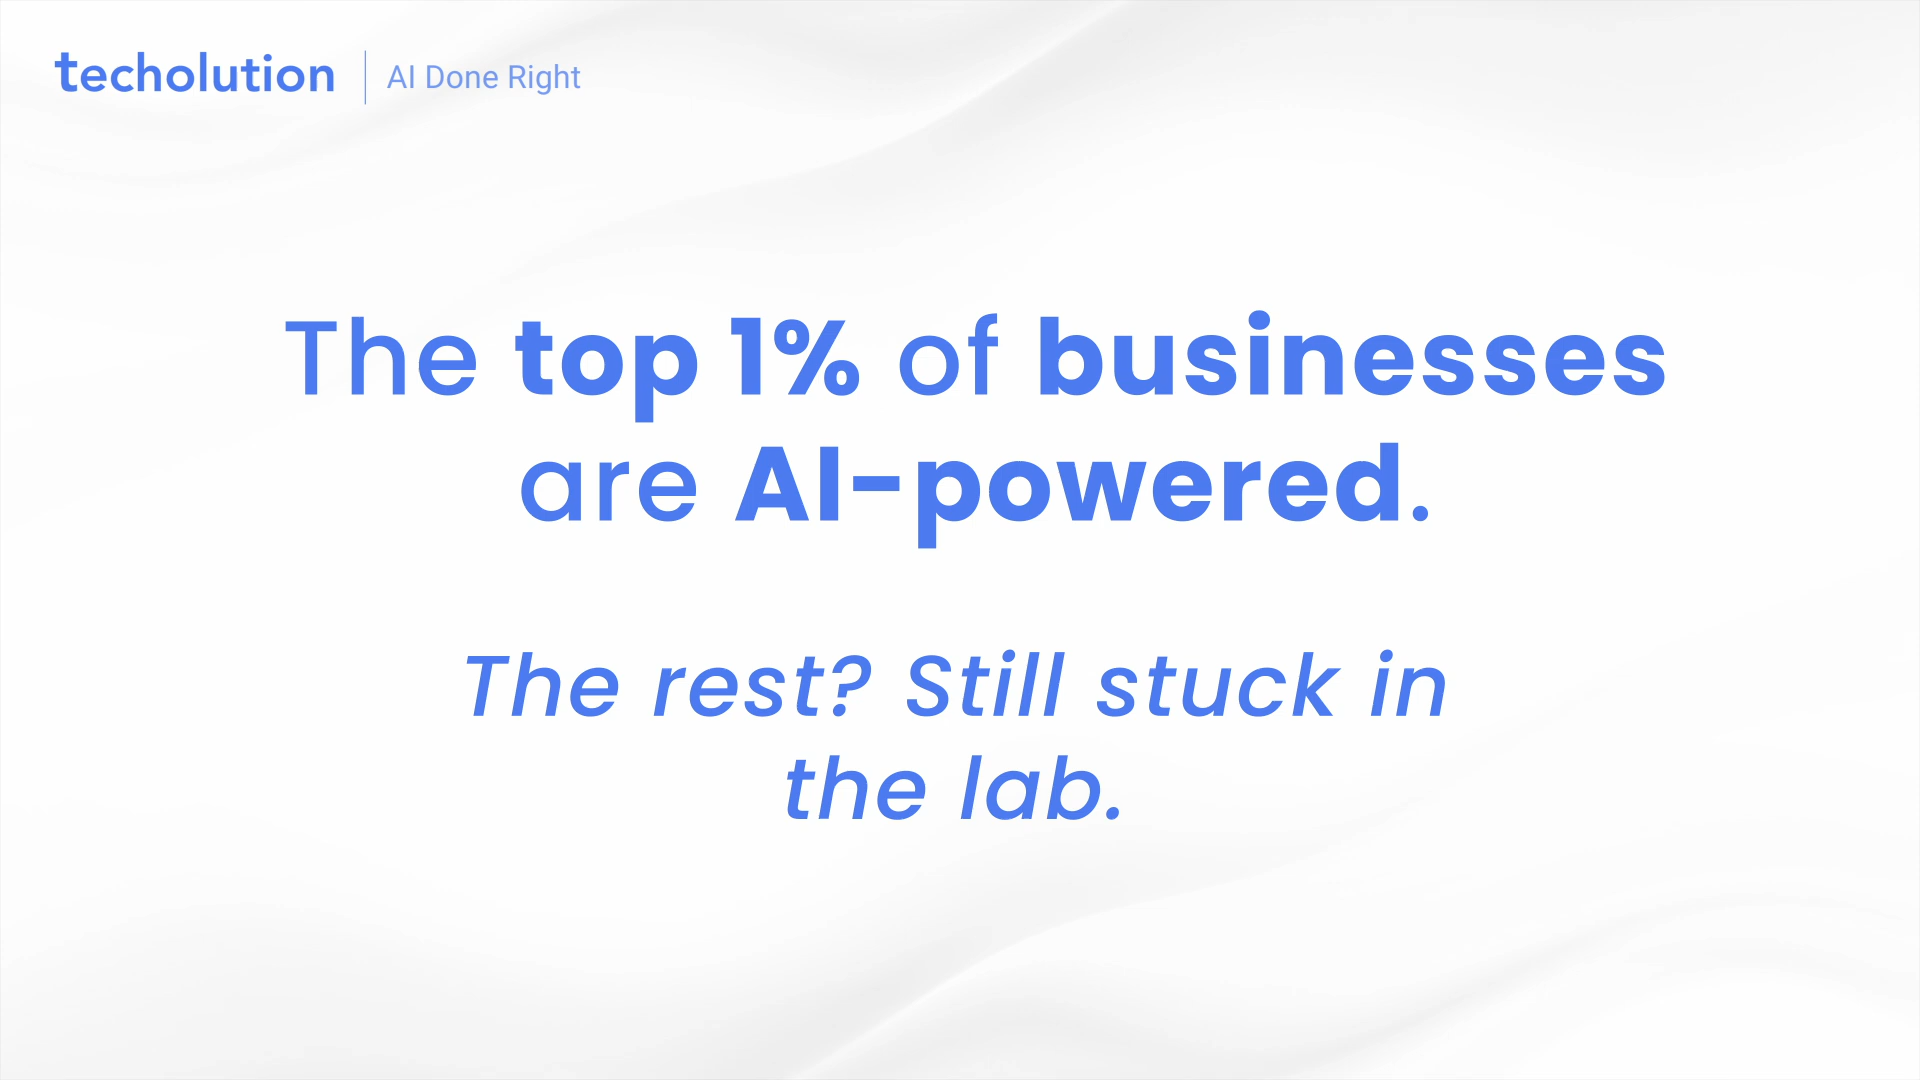 techolution | AI Done Right
The top 1% of businesses
are AI-powered.
The rest? Still stuck in
the lab.